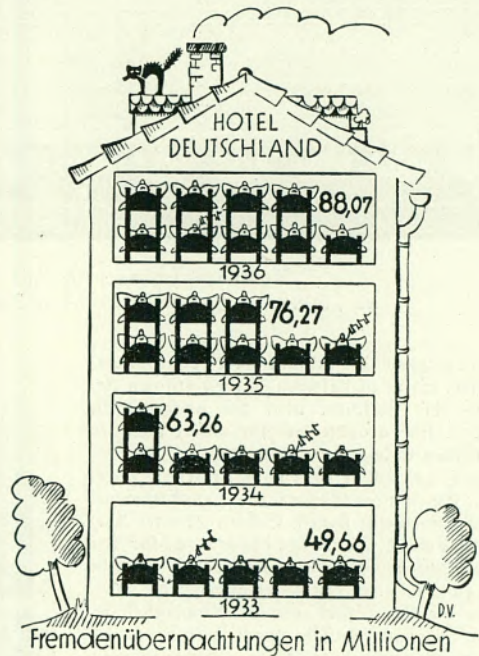 HOTEL
DEUTSCHLAND
88,07
1936
76,27
1935
63,26
1934
49,66
1933
D.V.
Fremdenübernachtungen in Millionen